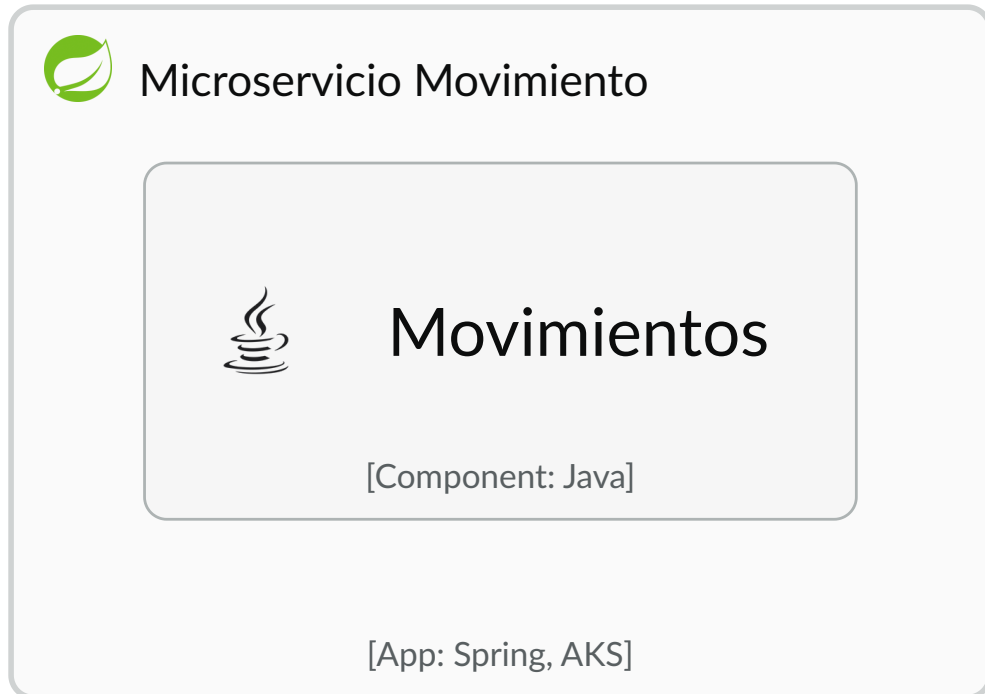 Microservicio Movimiento
Movimientos
[Component: Java]
[App: Spring, AKS]